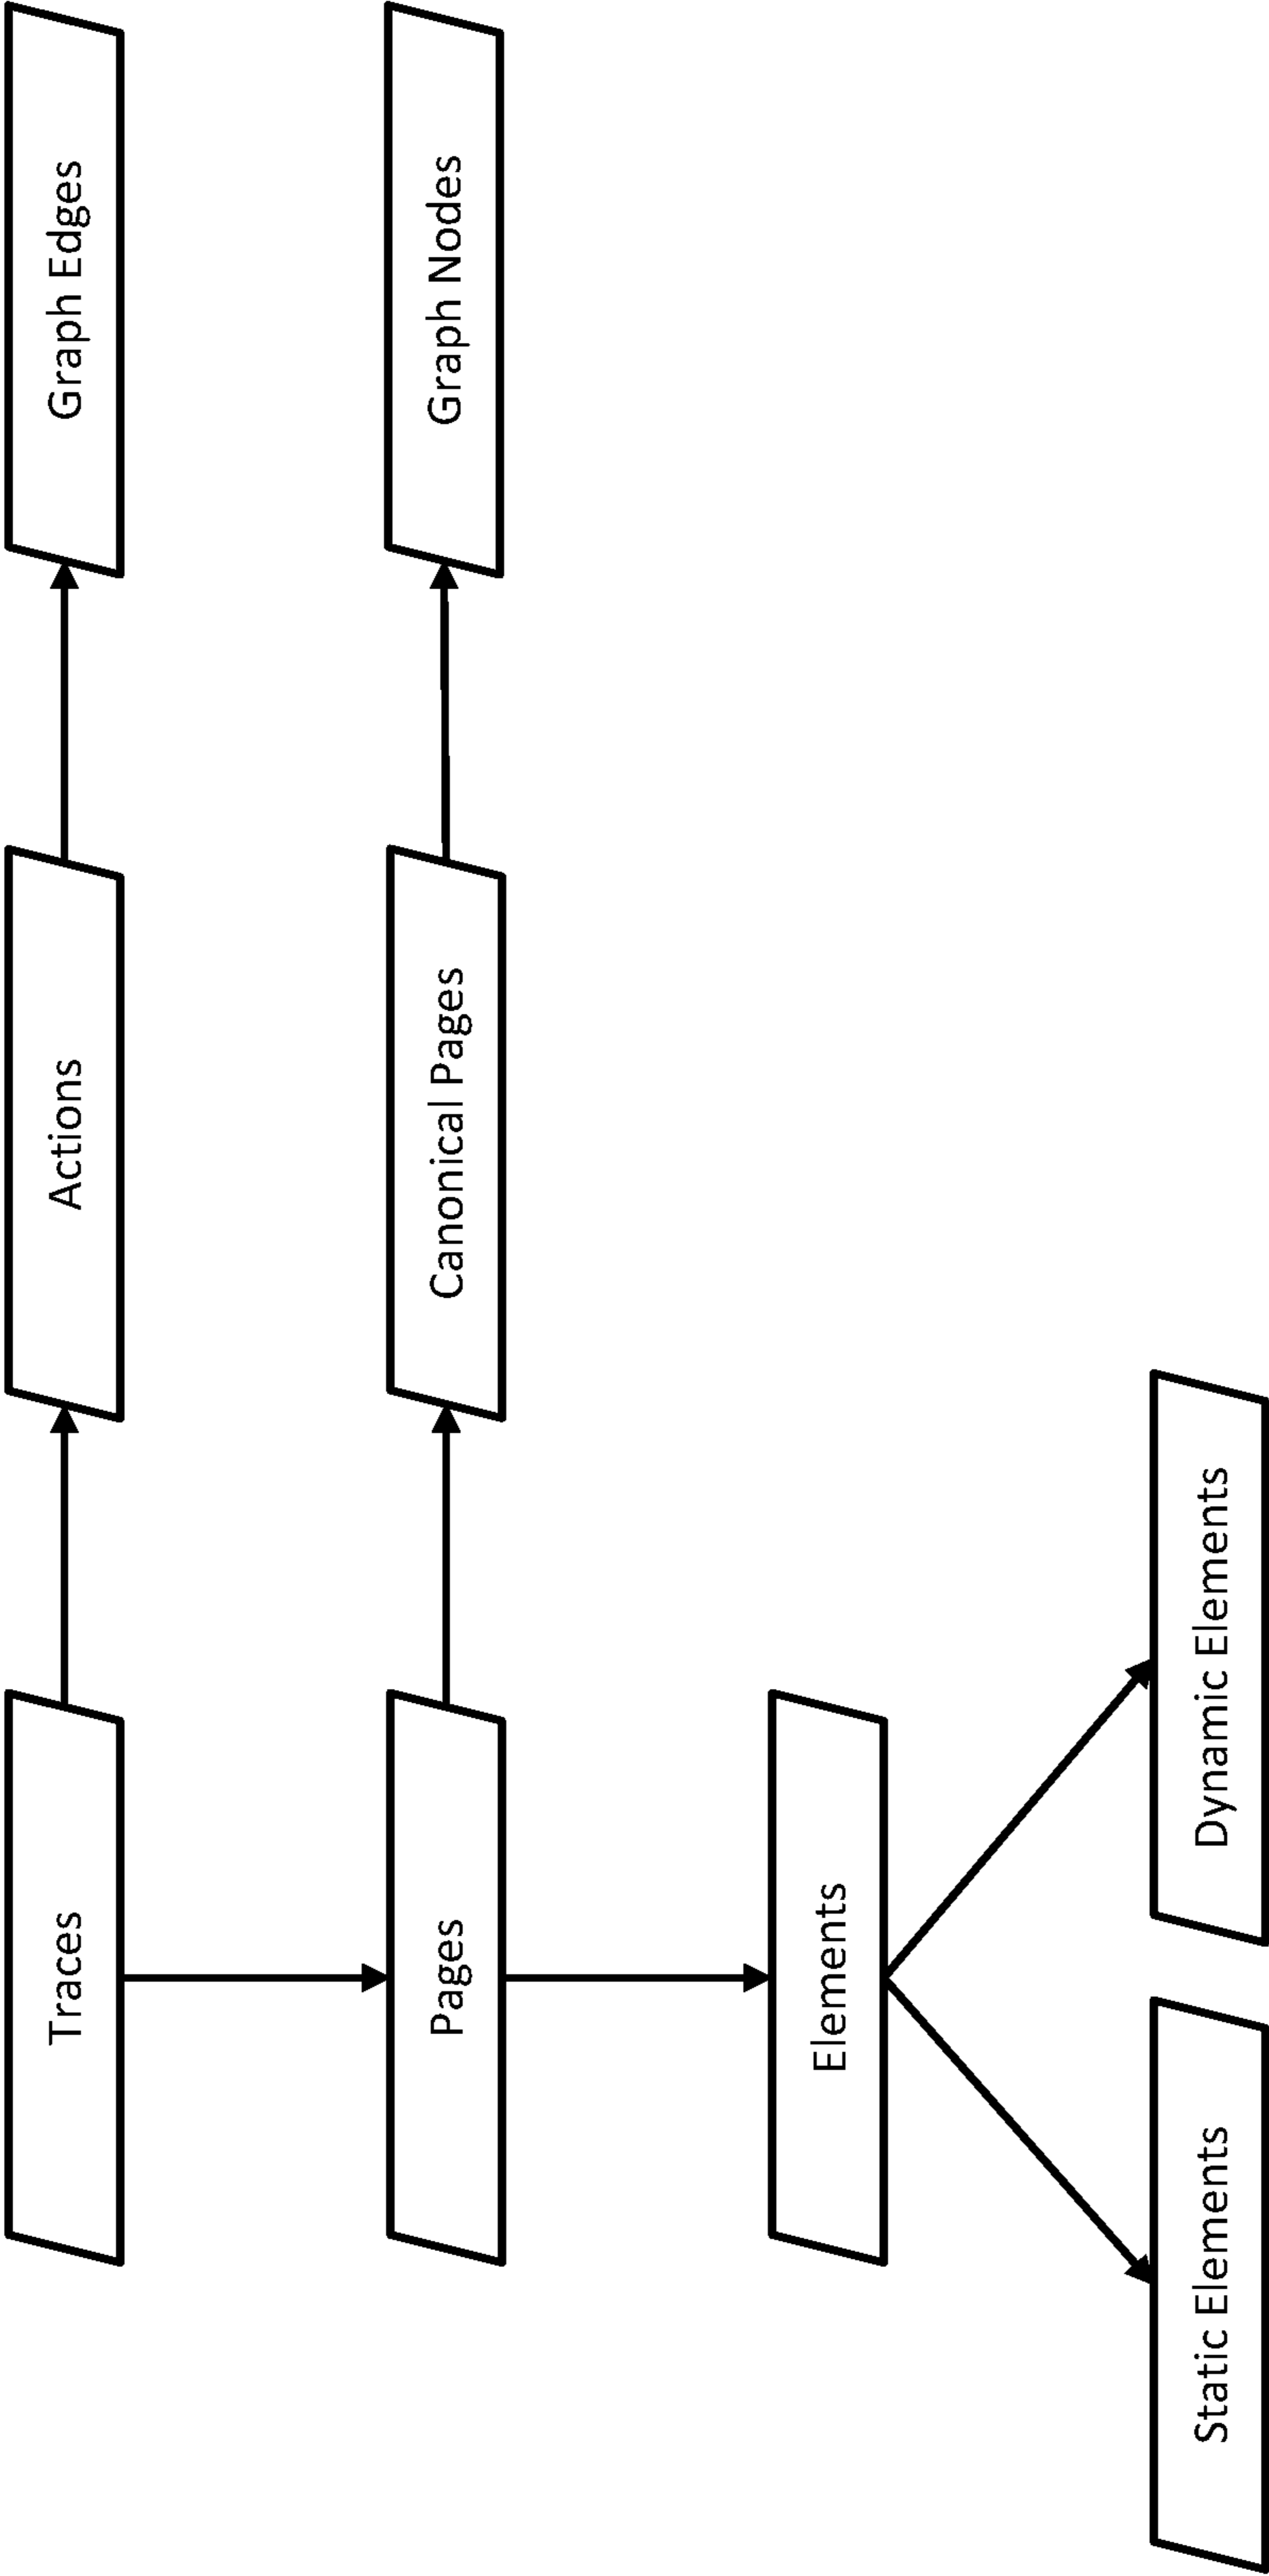 Traces
Actions
Graph Edges
Pages
Canonical Pages
Graph Nodes
Elements
Static Elements
Dynamic Elements